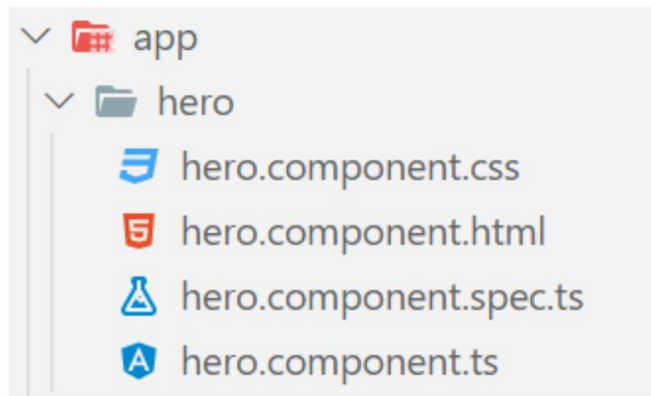 app
hero
hero.component.css
hero.component.html
hero.component.spec.ts
hero.component.ts